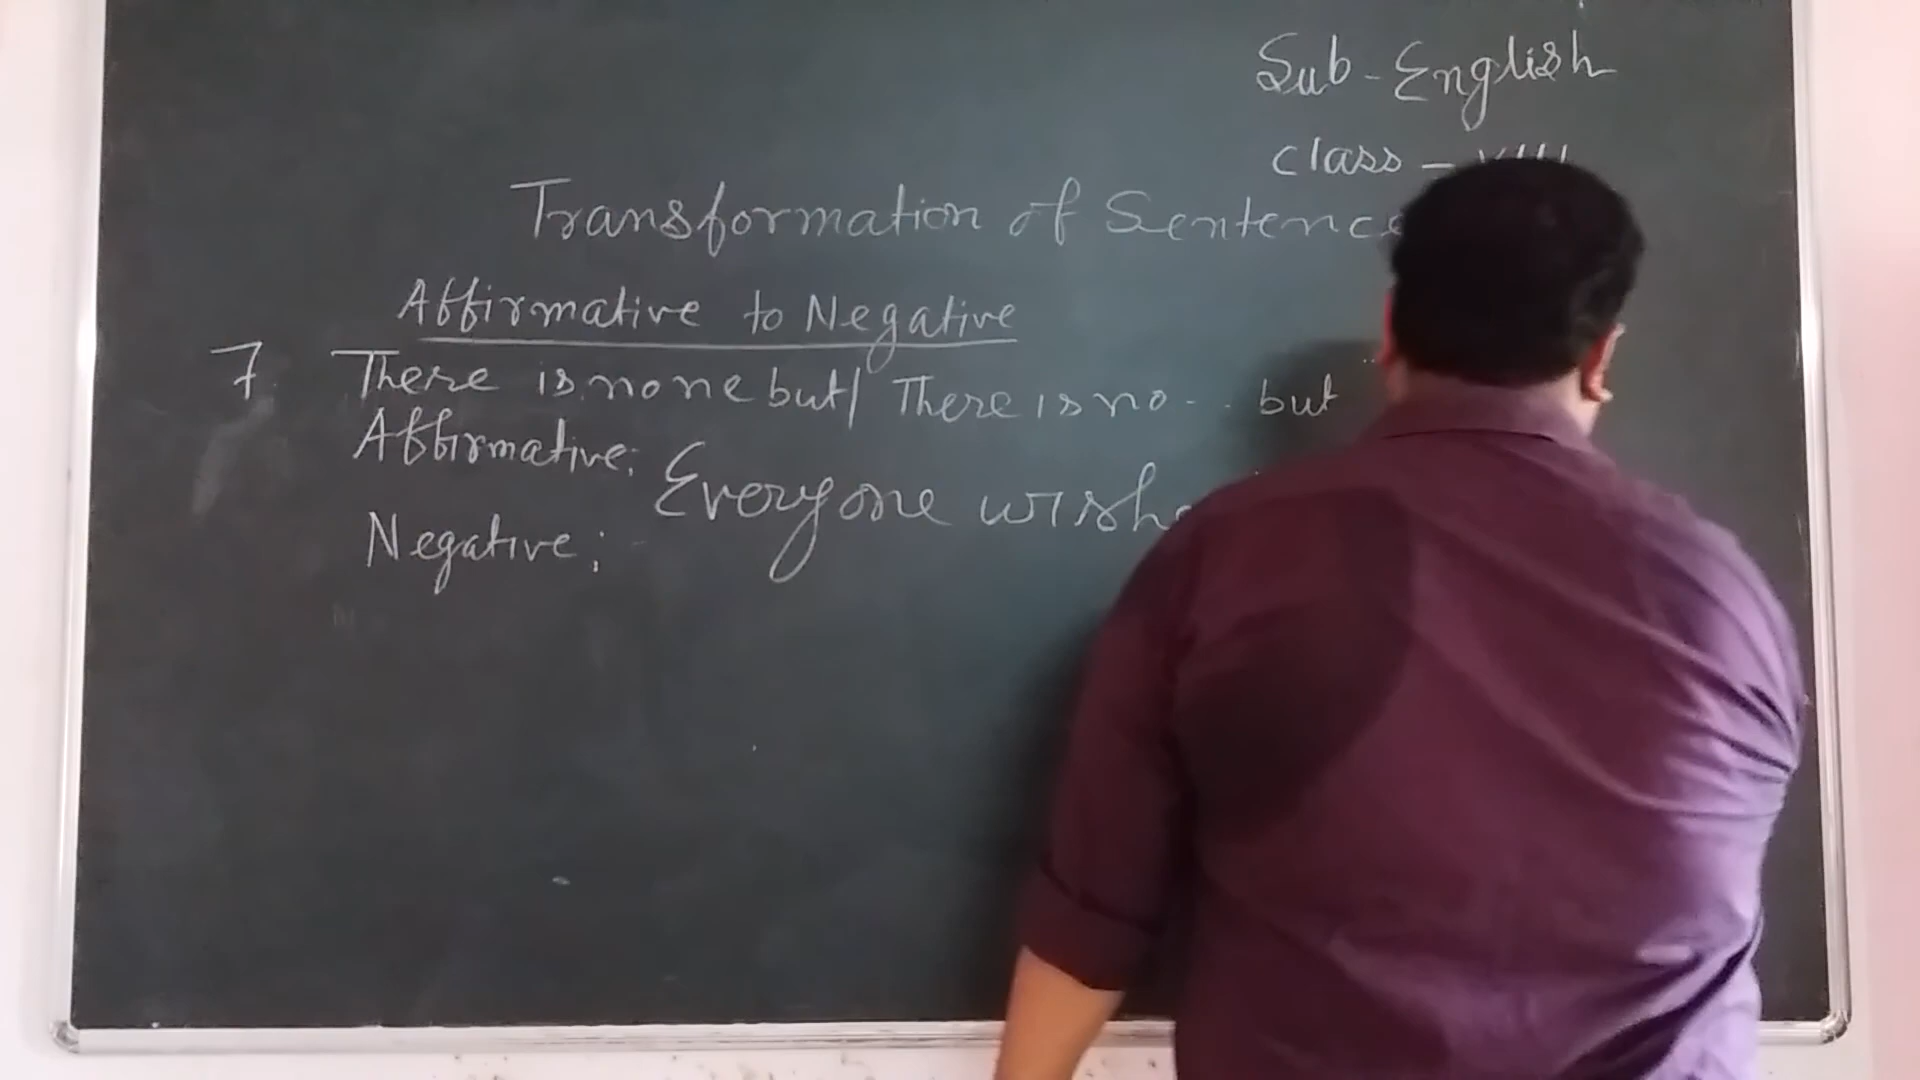 Sub - English
Class - VIII
Transformation of Sentence
Affirmative to Negative
7. There is none but / There is no .. but
Affirmative: Everyone
Negative: